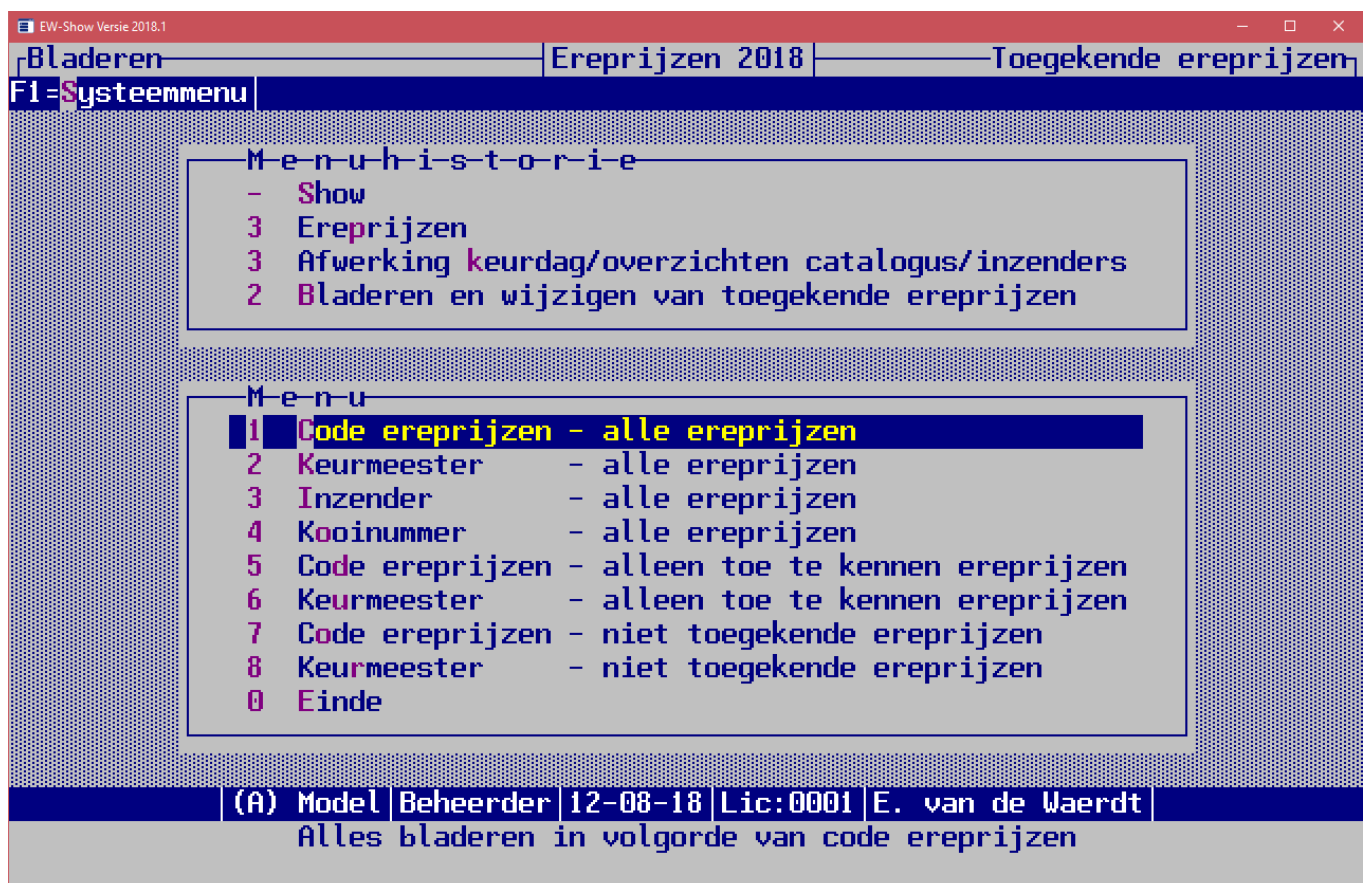 EW-Show Versie 2018.1
Bladeren Ereprijzen 2018 Toegekende ereprijzen
F1=Systeemmenu
Menuhistorie
- Show
3 Ereprijzen
3 Afwerking keurdag/overzichten catalogus/inzenders
2 Bladeren en wijzigen van toegekende ereprijzen
Menu
1 Code ereprijzen - alle ereprijzen
2 Keurmeester - alle ereprijzen
3 Inzender - alle ereprijzen
4 Kooinummer - alle ereprijzen
5 Code ereprijzen - alleen toe te kennen ereprijzen
6 Keurmeester - alleen toe te kennen ereprijzen
7 Code ereprijzen - niet toegekende ereprijzen
8 Keurmeester - niet toegekende ereprijzen
0 Einde
(A) Model|Beheerder|12-08-18|Lic:0001|E. van de Waerdt|
Alles bladeren in volgorde van code ereprijzen